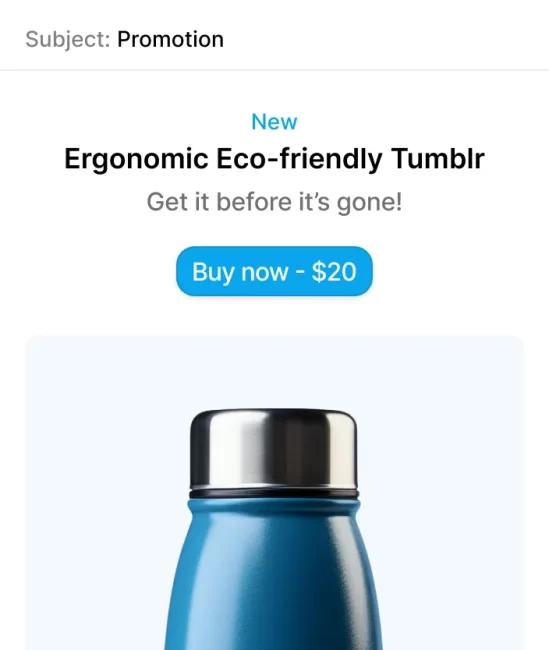 Subject: Promotion
New
Ergonomic Eco-friendly Tumblr
Get it before it’s gone!
Buy now - $20